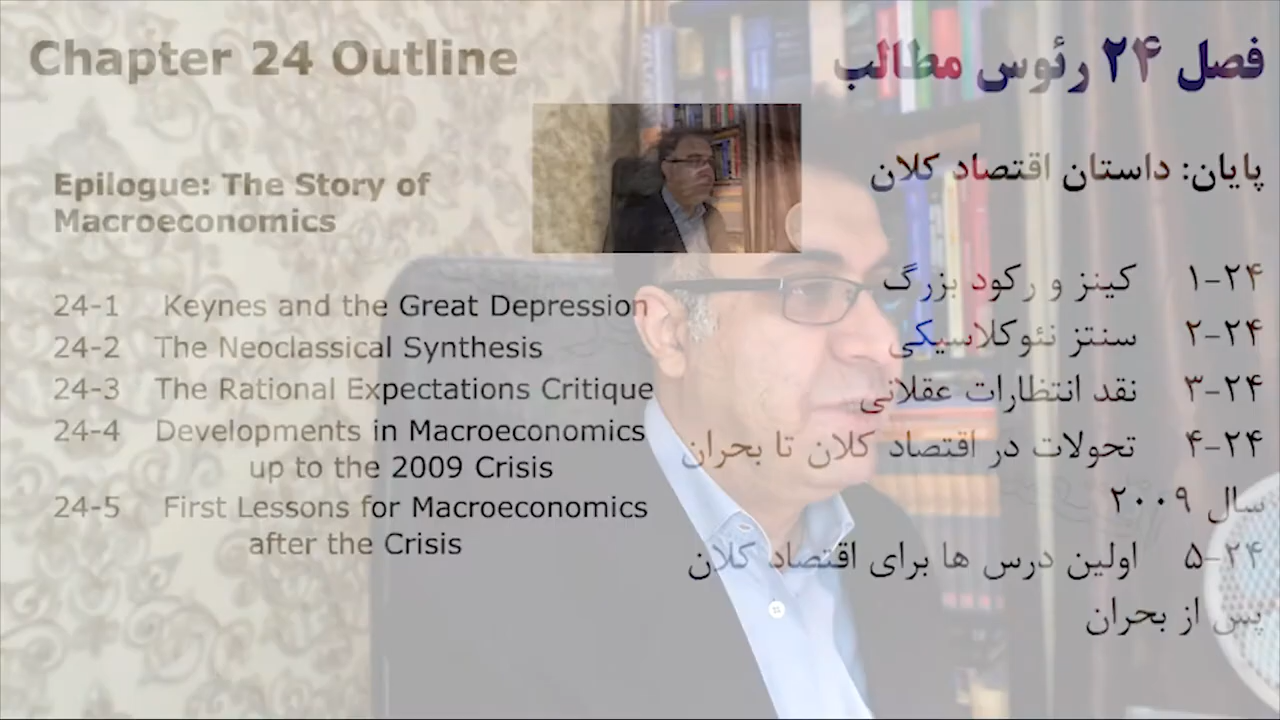 Chapter 24 Outline
Epilogue: The Story of
Macroeconomics
24-1 Keynes and the Great Depression
24-2 The Neoclassical Synthesis
24-3 The Rational Expectations Critique
24-4 Developments in Macroeconomics
up to the 2009 Crisis
24-5 First Lessons for Macroeconomics
after the Crisis
فصل ۲۴ رئوس مطالب
پایان: داستان اقتصاد کلان
۱-۲۴ کینز و رکود بزرگ
۲-۲۴ سنتز نئوکلاسیکی
۳-۲۴ نقد انتظارات عقلانی
۴-۲۴ تحولات در اقتصاد کلان تا بحران
سال ۲۰۰۹
۵-۲۴ اولین درس ها برای اقتصاد کلان
پس از بحران